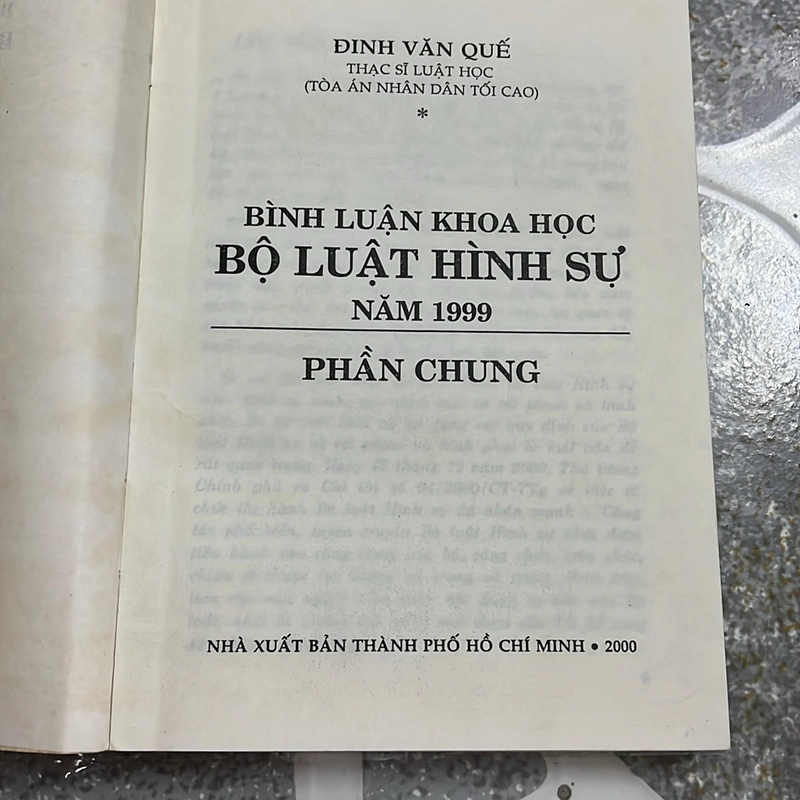 ĐINH VĂN QUẾ
THẠC SĨ LUẬT HỌC
(TÒA ÁN NHÂN DÂN TỐI CAO)
*
BÌNH LUẬN KHOA HỌC
BỘ LUẬT HÌNH SỰ
NĂM 1999
PHẦN CHUNG
NHÀ XUẤT BẢN THÀNH PHỐ HỒ CHÍ MINH • 2000